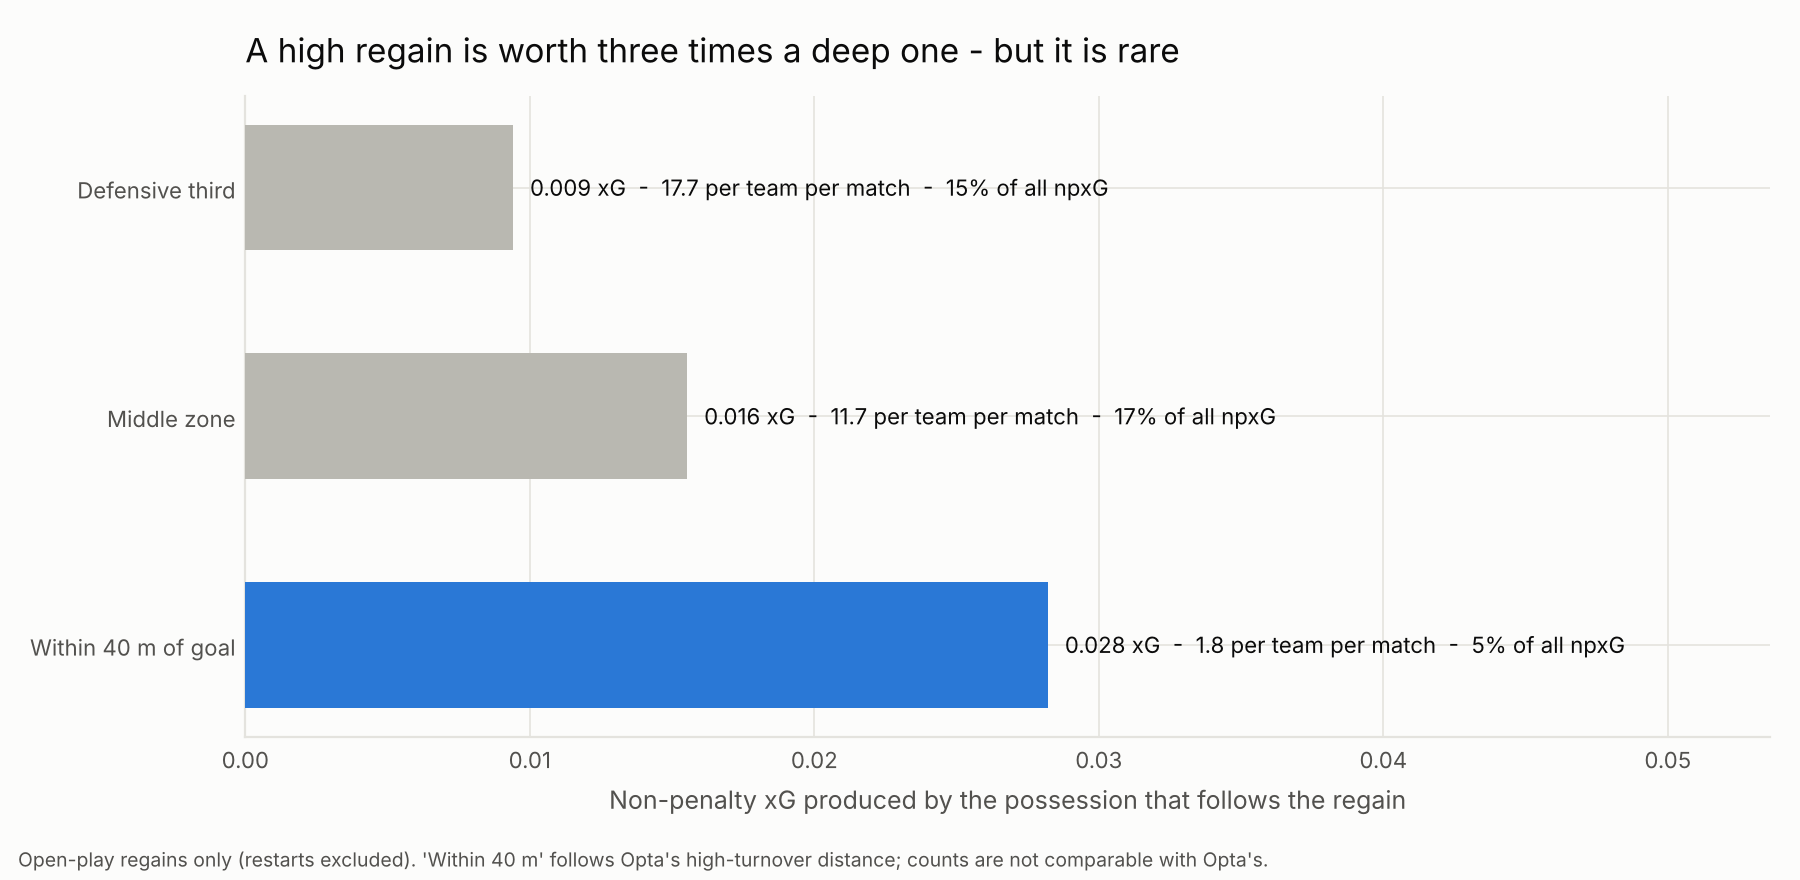 A high regain is worth three times a deep one - but it is rare
Defensive third
0.009 xG - 17.7 per team per match - 15% of all npxG
Middle zone
0.016 xG - 11.7 per team per match - 17% of all npxG
Within 40 m of goal
0.028 xG - 1.8 per team per match - 5% of all npxG
0.00 0.01 0.02 0.03 0.04 0.05
Non-penalty xG produced by the possession that follows the regain
Open-play regains only (restarts excluded). 'Within 40 m' follows Opta's high-turnover distance; counts are not comparable with Opta's.